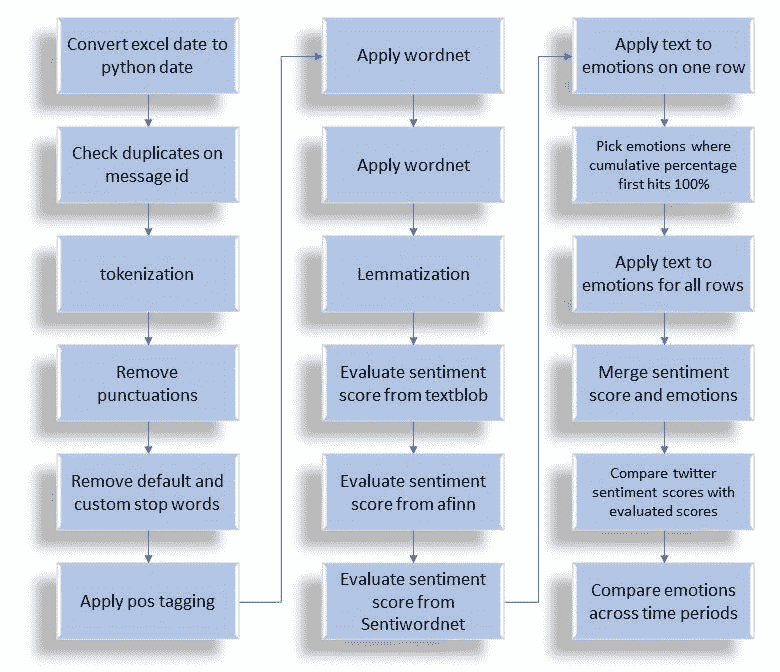 Convert excel date to
python date
Check duplicates on
message id
tokenization
Remove
punctuations
Remove default and
custom stop words
Apply pos tagging
Apply wordnet
Apply wordnet
Lemmatization
Evaluate sentiment
score from textblob
Evaluate sentiment
score from afinn
Evaluate sentiment
score from
Sentiwordnet
Apply text to
emotions on one row
Pick emotions where
cumulative percentage
first hits 100%
Apply text to
emotions for all rows
Merge sentiment
score and emotions
Compare twitter
sentiment scores with
evaluated scores
Compare emotions
across time periods